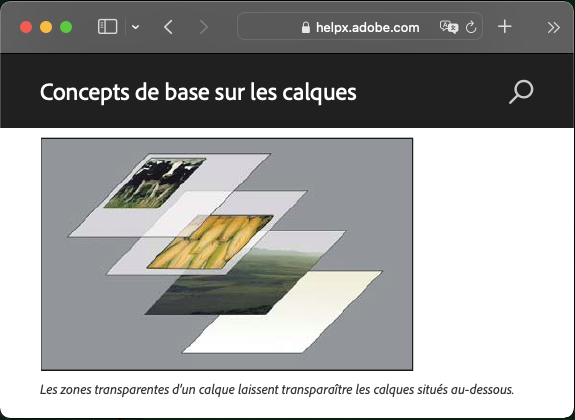 helpx.adobe.com
Concepts de base sur les calques
Les zones transparentes d'un calque laissent transparaître les calques situés au-dessous.